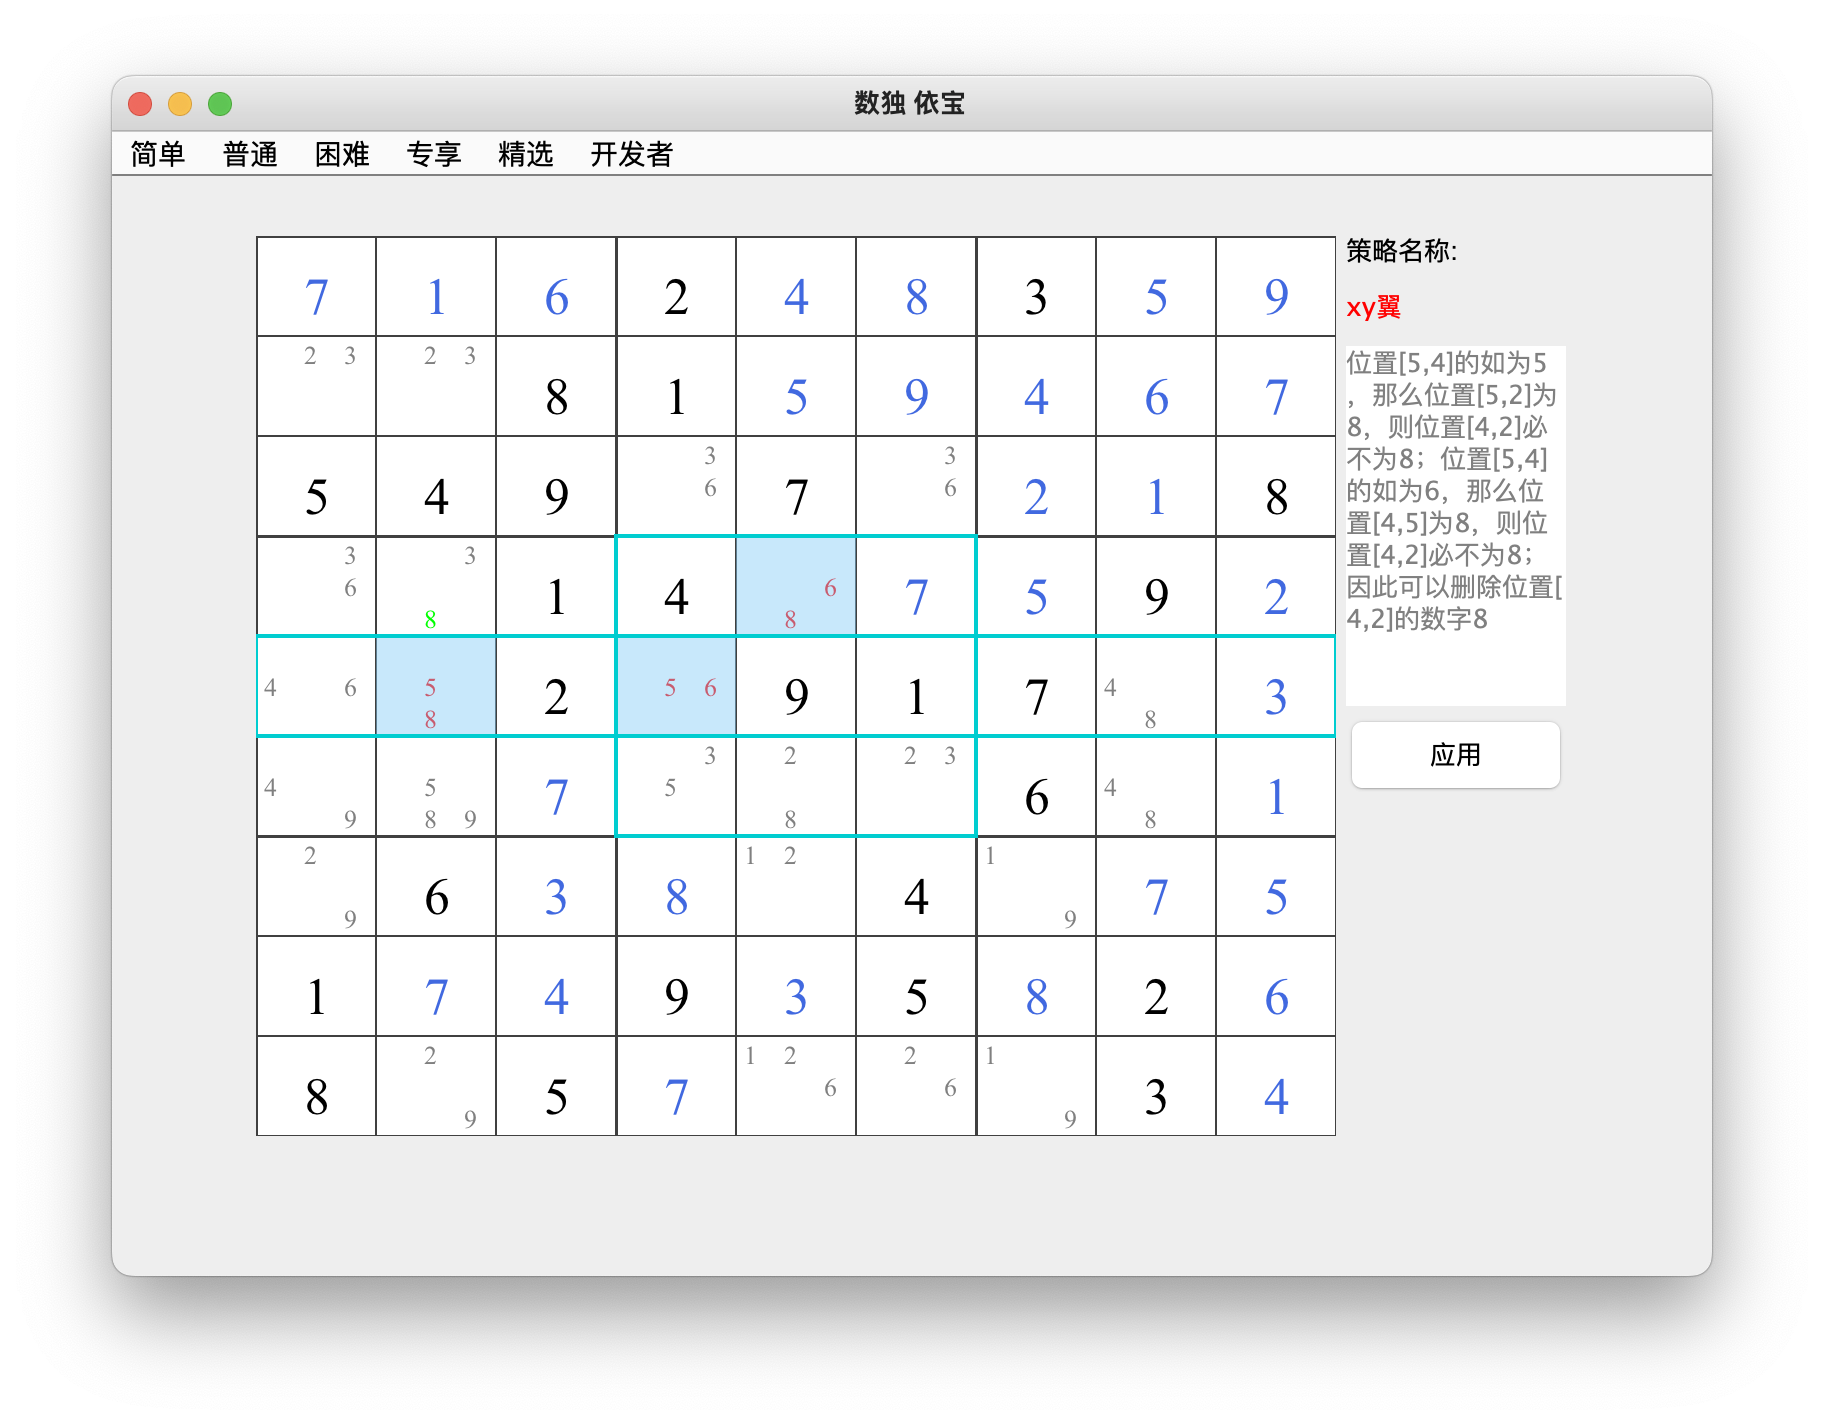 数独 依宝
简单 普通 困难 专享 精选 开发者
策略名称:
xy翼
位置[5,4]的如为5
，那么位置[5,2]为
8，则位置[4,2]必
不为8；位置[5,4]
的如为6，那么位
置[4,5]为8，则位
置[4,2]必不为8；
因此可以删除位置[
4,2]的数字8
应用
7 1 6 2 4 8 3 5 9
2 3 2 3
8 1 5 9 4 6 7
3 3
6 6
5 4 9 7 2 1 8
3 3
6 6
8 8
1 4 7 5 9 2
4 6 5 5 6 4
8 8
2 9 1 7 3
3 2 2 3
4 5 5 4
9 8 9 8 8
7 6 1
2 1 2 1
9 9
6 3 8 4 7 5
1 7 4 9 3 5 8 2 6
2 1 2 2 1
6 6
9 9
8 5 7 3 4